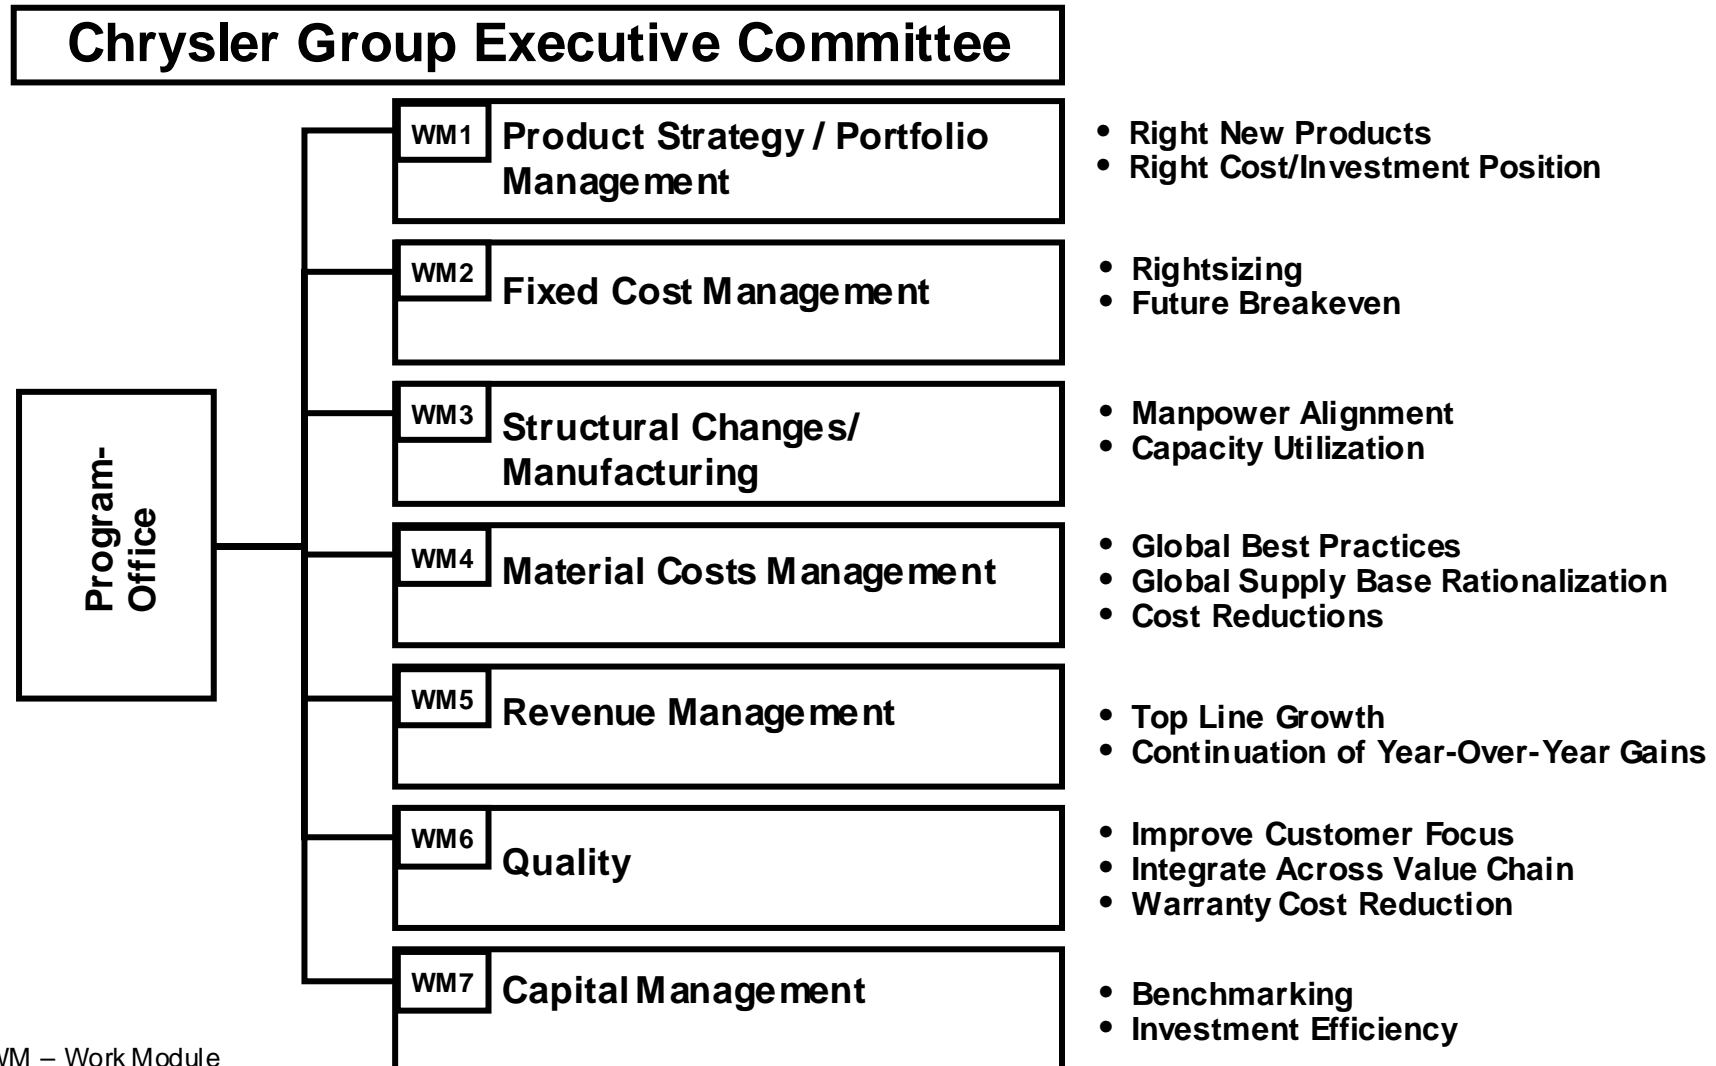 Chrysler Group Executive Committee
WM1
Product Strategy / Portfolio
Management
• Right New Products
• Right Cost/Investment Position
WM2
Fixed Cost Management
• Rightsizing
• Future Breakeven
WM3
Structural Changes/
Manufacturing
• Manpower Alignment
• Capacity Utilization
Program-
Office
WM4
Material Costs Management
• Global Best Practices
• Global Supply Base Rationalization
• Cost Reductions
WM5
Revenue Management
• Top Line Growth
• Continuation of Year-Over-Year Gains
WM6
Quality
• Improve Customer Focus
• Integrate Across Value Chain
• Warranty Cost Reduction
WM7
Capital Management
• Benchmarking
• Investment Efficiency
WM – Work Module